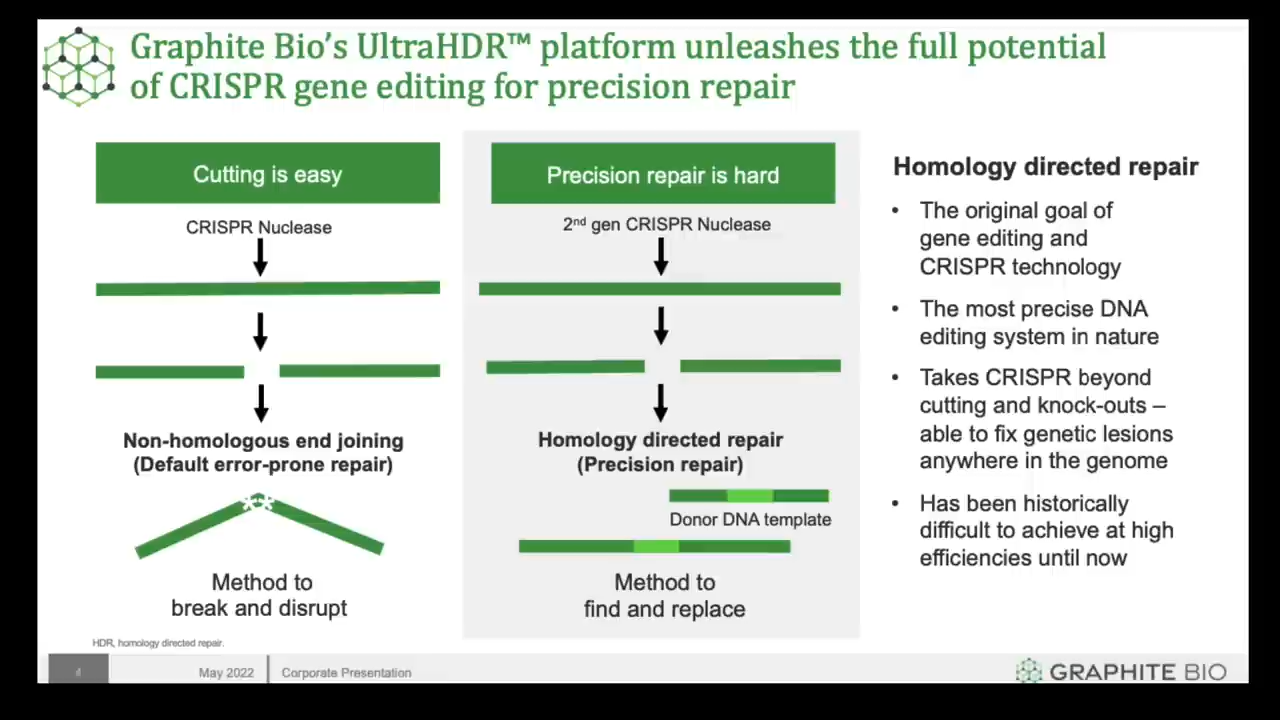 Graphite Bio's UltraHDR™ platform unleashes the full potential
of CRISPR gene editing for precision repair
Cutting is easy
CRISPR Nuclease
Non-homologous end joining
(Default error-prone repair)
Method to
break and disrupt
Precision repair is hard
2nd gen CRISPR Nuclease
Homology directed repair
(Precision repair)
Donor DNA template
Method to
find and replace
Homology directed repair
• The original goal of
gene editing and
CRISPR technology
• The most precise DNA
editing system in nature
• Takes CRISPR beyond
cutting and knock-outs –
able to fix genetic lesions
anywhere in the genome
• Has been historically
difficult to achieve at high
efficiencies until now
HDR, homology directed repair.
4
May 2022
Corporate Presentation
GRAPHITE BIO